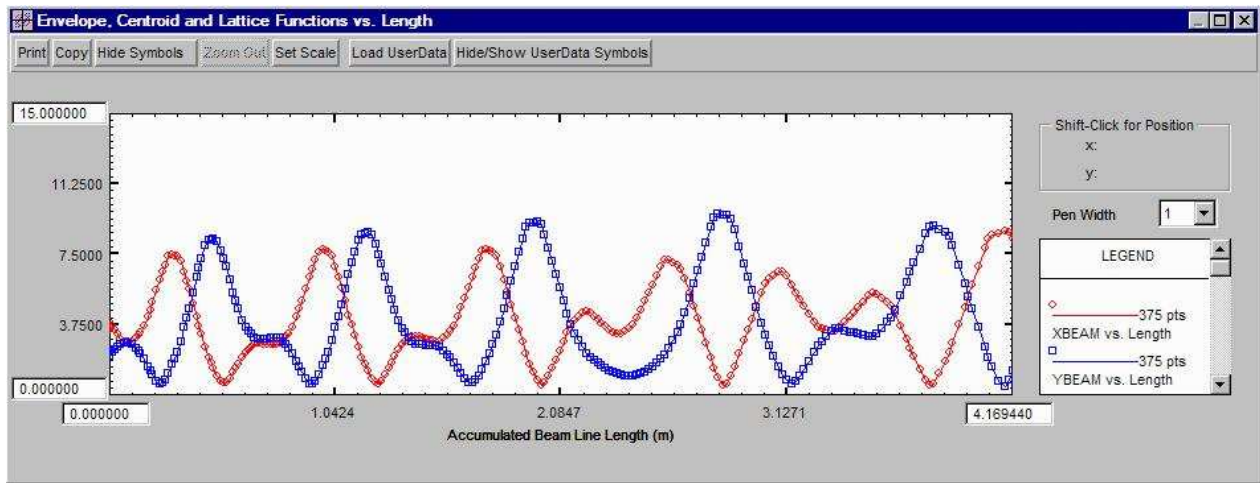 Envelope, Centroid and Lattice Functions vs. Length
Print Copy Hide Symbols Zoom Out Set Scale Load UserData Hide/Show UserData Symbols
15.000000
11.2500
7.5000
3.7500
0.000000
0.000000 1.0424 2.0847 3.1271 4.169440
Accumulated Beam Line Length (m)
Shift-Click for Position
x:
y:
Pen Width 1
LEGEND
375 pts
XBEAM vs. Length
375 pts
YBEAM vs. Length